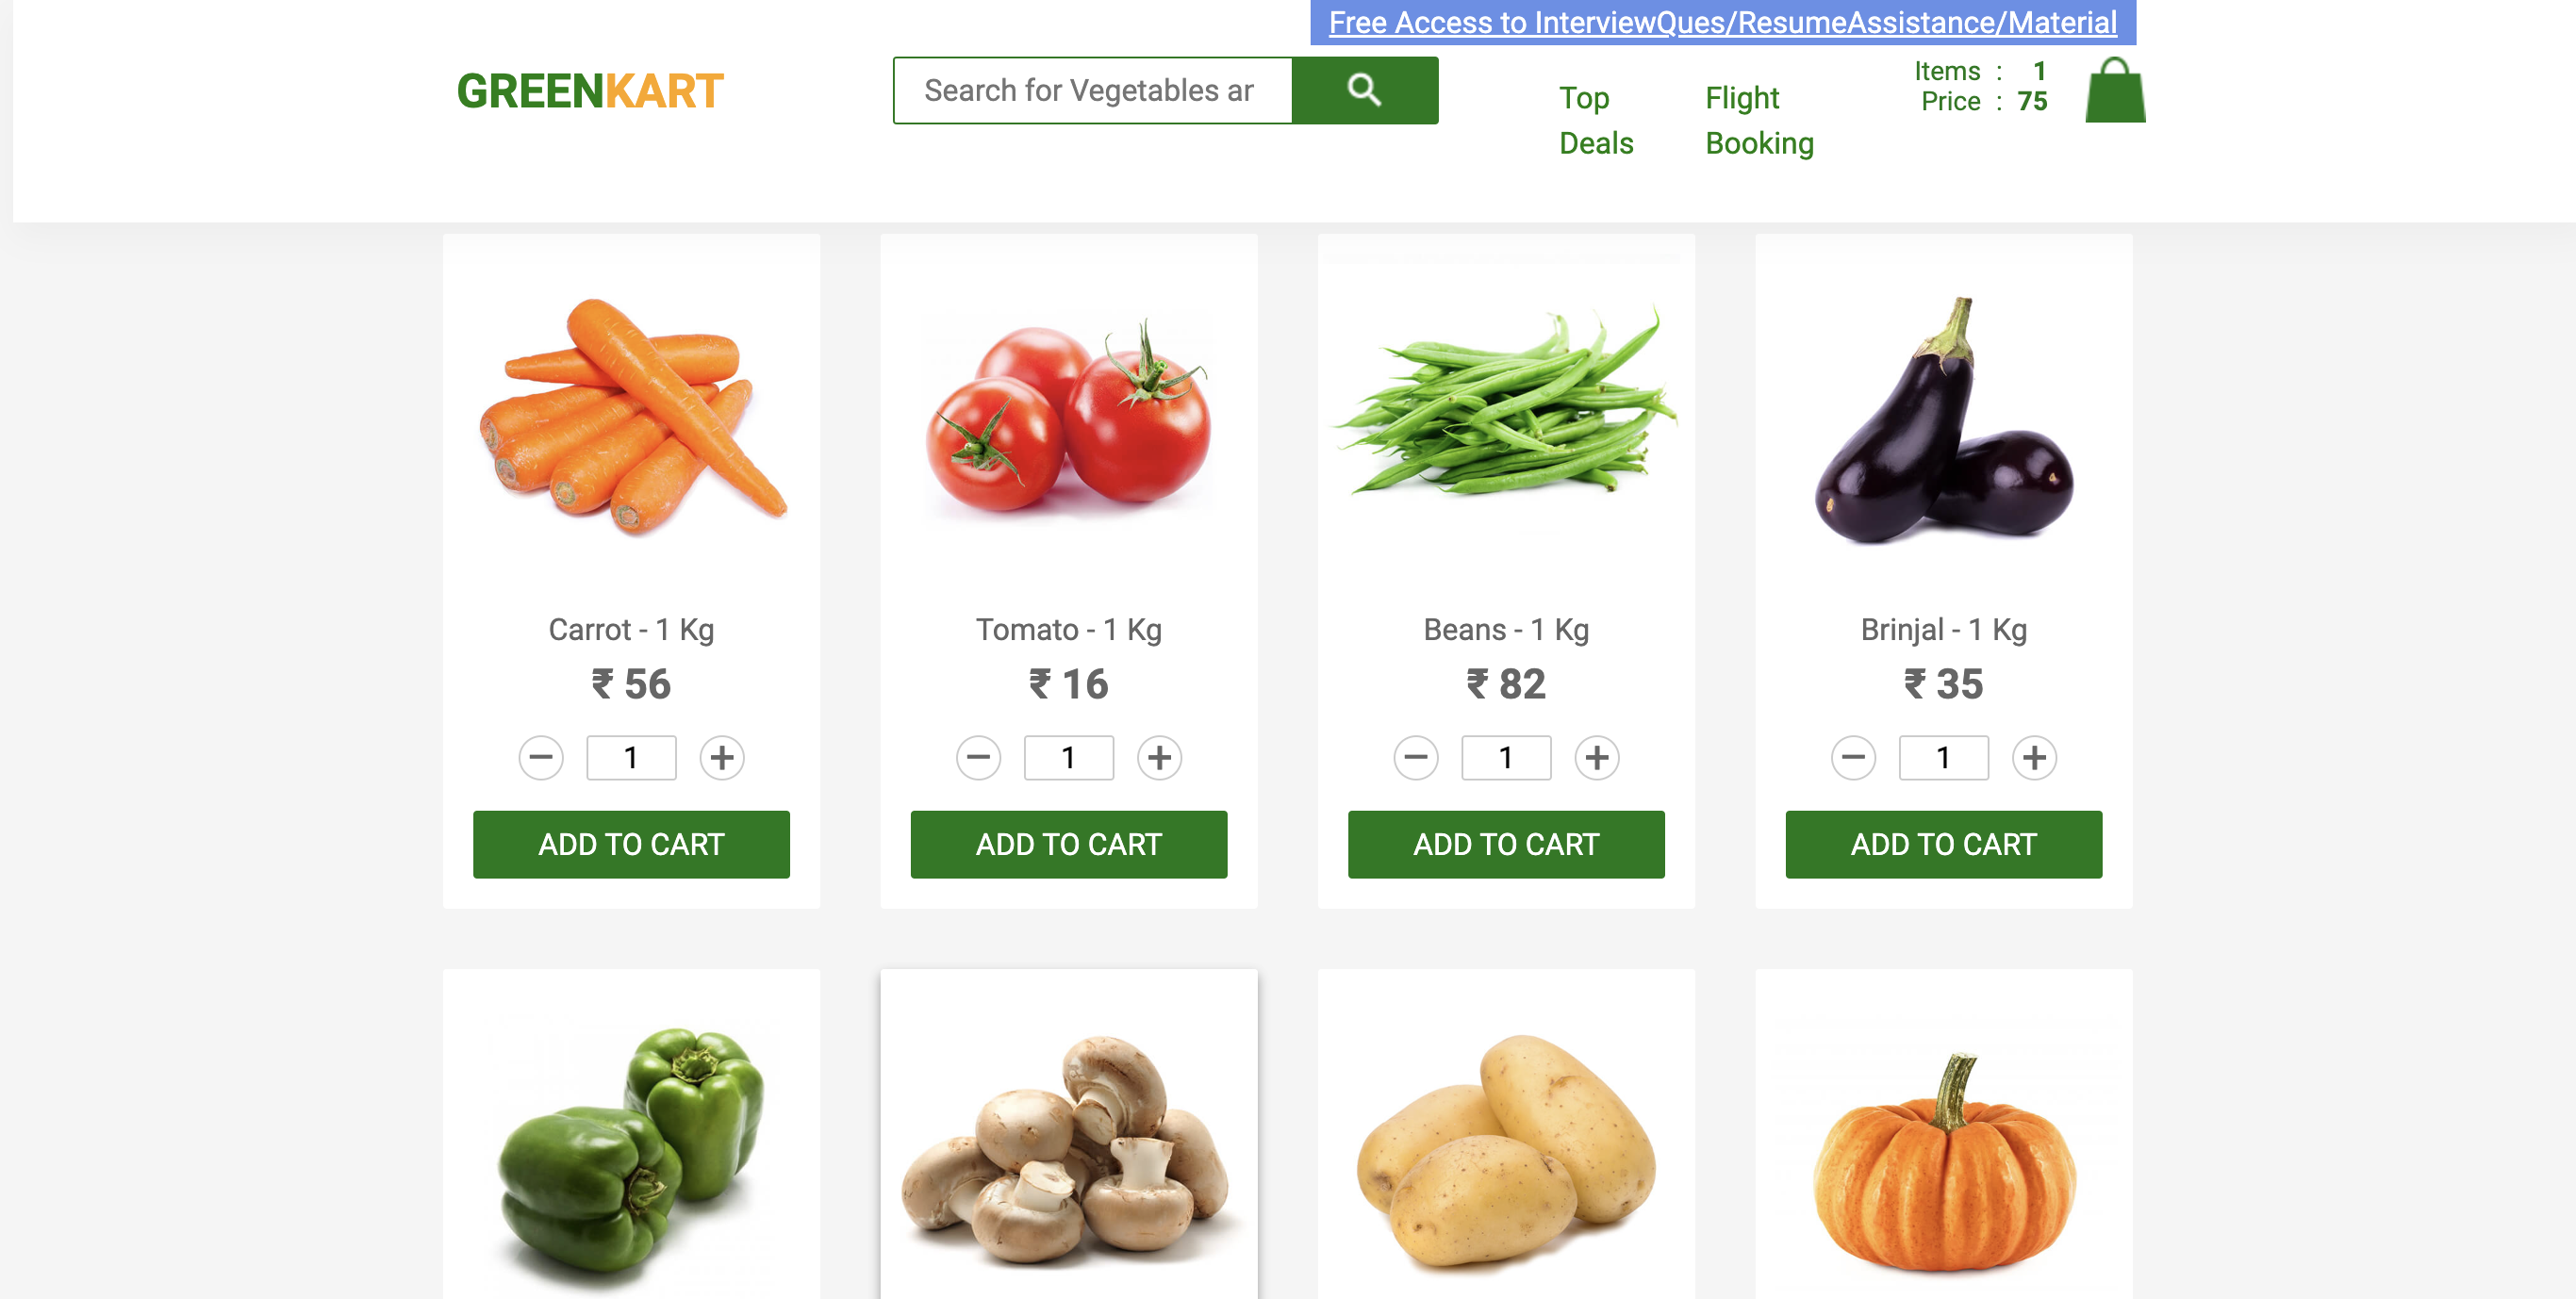 Free Access to InterviewQues/ResumeAssistance/Material
GREENKART
Search for Vegetables ar
Top Deals
Flight Booking
Items : 1
Price : 75
Carrot - 1 Kg
₹ 56
1
ADD TO CART
Tomato - 1 Kg
₹ 16
1
ADD TO CART
Beans - 1 Kg
₹ 82
1
ADD TO CART
Brinjal - 1 Kg
₹ 35
1
ADD TO CART